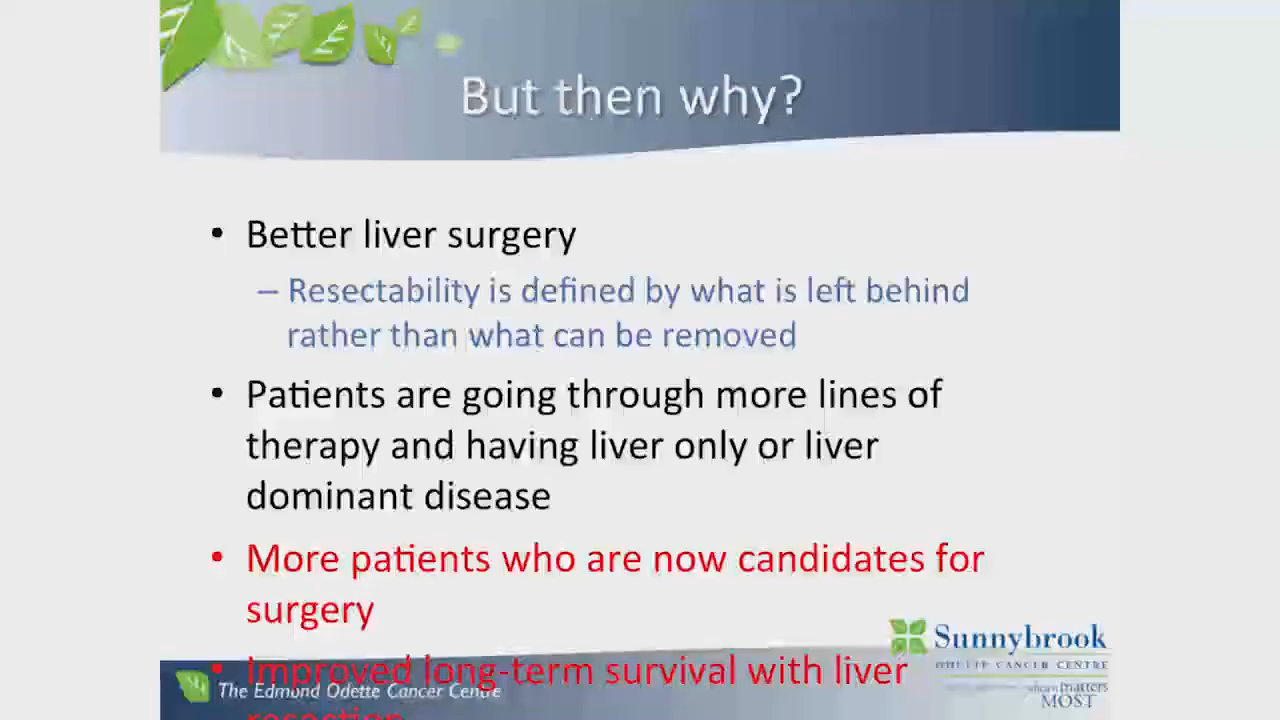 But then why?
• Better liver surgery
– Resectability is defined by what is left behind
rather than what can be removed
• Patients are going through more lines of
therapy and having liver only or liver
dominant disease
• More patients who are now candidates for
surgery
• Improved long-term survival with liver
resection
Sunnybrook
ODETTE CANCER CENTRE
when it matters
MOST
The Edmond Odette Cancer Centre